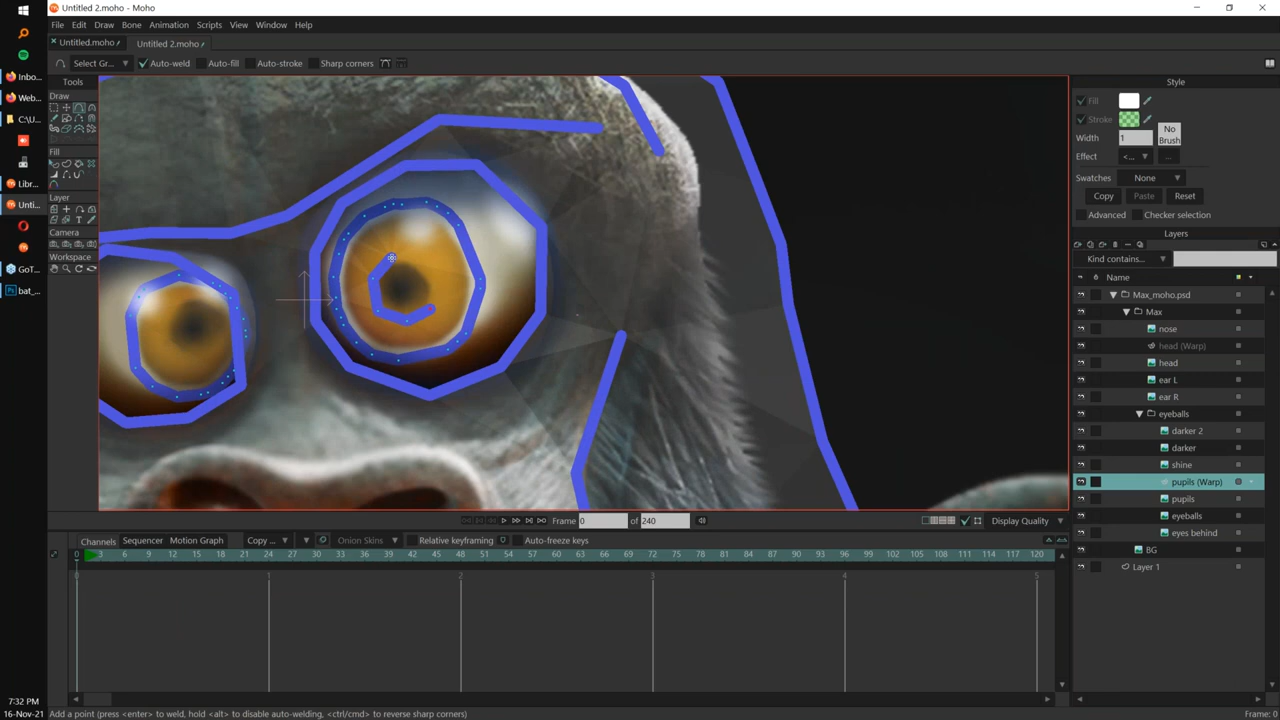 Untitled 2.moho - Moho
File Edit Draw Bone Animation Scripts View Window Help
Untitled.moho Untitled 2.moho
Select Gr... Auto-weld Auto-fill Auto-stroke Sharp corners
Tools
Draw
Fill
Layer
Camera
Workspace
Inbo...
Web...
C:\U...
Libr...
Unti...
GoT...
bat_...
7:32 PM
16-Nov-21
Style
Fill
Stroke
Width 1 No Brush
Effect <... ...
Swatches None
Copy Paste Reset
Advanced Checker selection
Layers
Kind contains...
Name
Max_moho.psd
Max
nose
head (Warp)
head
ear L
ear R
eyeballs
darker 2
darker
shine
pupils (Warp)
pupils
eyeballs
eyes behind
BG
Layer 1
Frame 0 of 240 Display Quality
Channels Sequencer Motion Graph Copy ... Onion Skins Relative keyframing Auto-freeze keys
0 3 6 9 12 15 18 21 24 27 30 33 36 39 42 45 48 51 54 57 60 63 66 69 72 75 78 81 84 87 90 93 96 99 102 105 108 111 114 117 120
0 1 2 3 4 5
Add a point (press <enter> to weld, hold <alt> to disable auto-welding, <ctrl/cmd> to reverse sharp corners)
Frame: 0